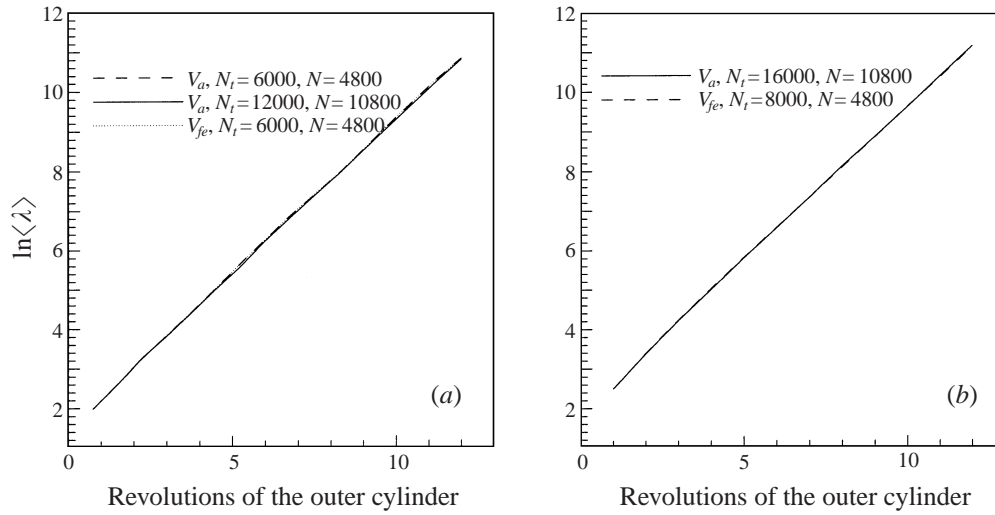 12
10
8
6
4
2
0
5
10
ln⟨λ⟩
V_a, N_t = 6000, N = 4800
V_a, N_t = 12000, N = 10800
V_fe, N_t = 6000, N = 4800
(a)
Revolutions of the outer cylinder
12
10
8
6
4
2
0
5
10
V_a, N_t = 16000, N = 10800
V_fe, N_t = 8000, N = 4800
(b)
Revolutions of the outer cylinder